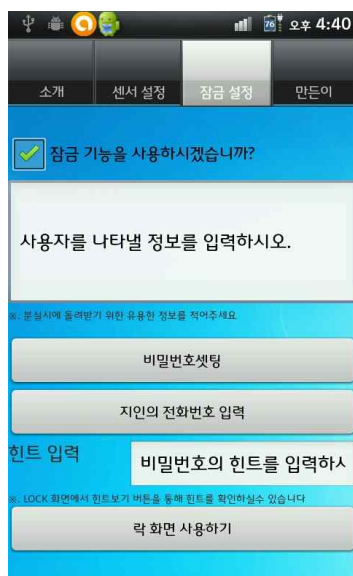 76 오후 4:40
소개 센서 설정 잠금 설정 만든이
잠금 기능을 사용하시겠습니까?
사용자를 나타낼 정보를 입력하시오.
※. 분실시에 돌려받기 위한 유용한 정보를 적어주세요
비밀번호셋팅
지인의 전화번호 입력
힌트 입력 비밀번호의 힌트를 입력하시
※. LOCK 화면에서 힌트보기 버튼을 통해 힌트를 확인하실수 있습니다
락 화면 사용하기